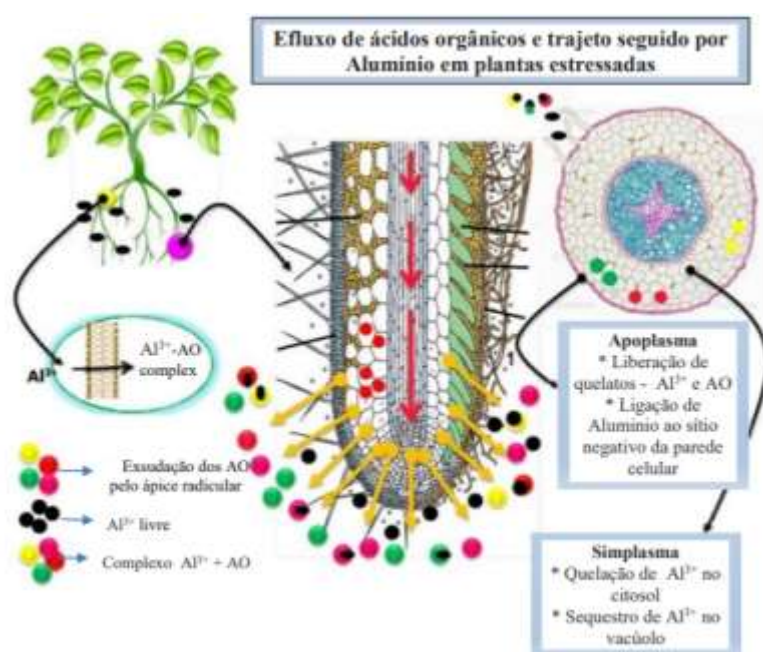 Efluxo de ácidos orgânicos e trajeto seguido por
Alumínio em plantas estressadas
Al³⁺
Al³⁺-AO
complex
Exsudação dos AO
pelo ápice radicular
Al³⁺ livre
Complexo Al³⁺ + AO
1
Apoplasma
* Liberação de
quelatos - Al³⁺ e AO
* Ligação de
Aluminio ao sítio
negativo da parede
celular
Simplasma
* Quelação de Al³⁺ no
citosol
* Sequestro de Al³⁺ no
vacúolo